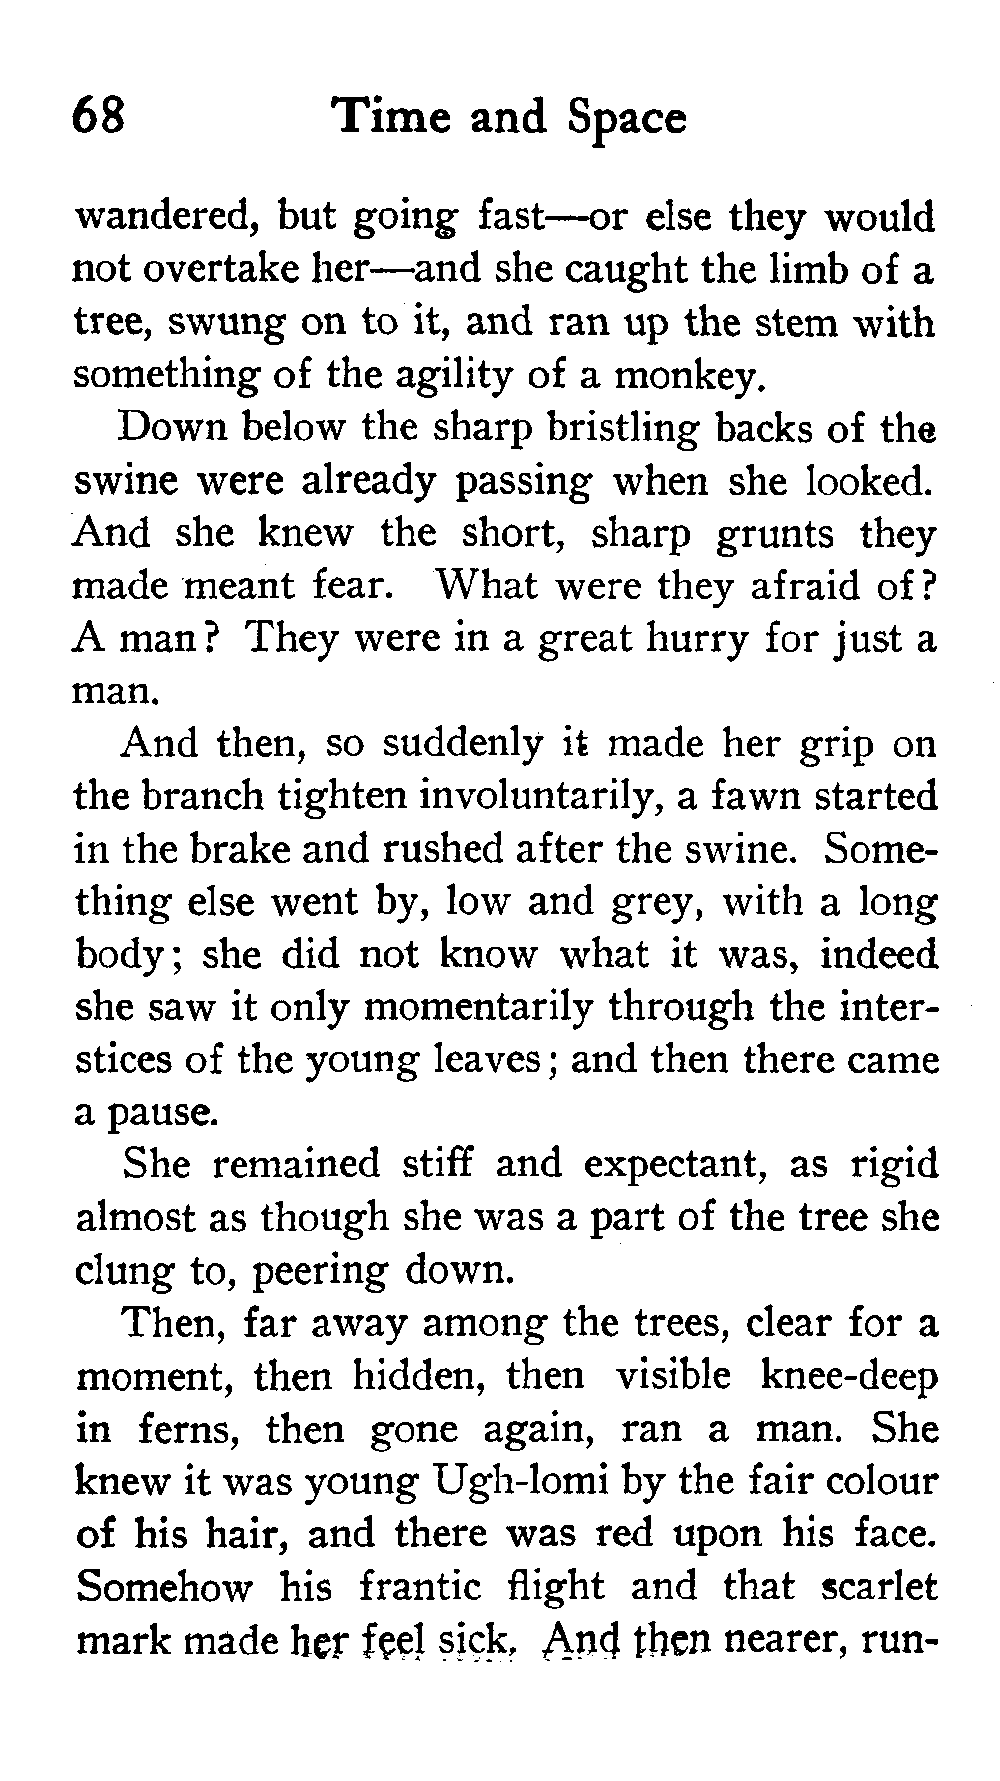 68 Time and Space
wandered, but going fast—or else they would
not overtake her—and she caught the limb of a
tree, swung on to it, and ran up the stem with
something of the agility of a monkey.
Down below the sharp bristling backs of the
swine were already passing when she looked.
And she knew the short, sharp grunts they
made meant fear. What were they afraid of?
A man? They were in a great hurry for just a
man.
And then, so suddenly it made her grip on
the branch tighten involuntarily, a fawn started
in the brake and rushed after the swine. Some-
thing else went by, low and grey, with a long
body; she did not know what it was, indeed
she saw it only momentarily through the inter-
stices of the young leaves; and then there came
a pause.
She remained stiff and expectant, as rigid
almost as though she was a part of the tree she
clung to, peering down.
Then, far away among the trees, clear for a
moment, then hidden, then visible knee-deep
in ferns, then gone again, ran a man. She
knew it was young Ugh-lomi by the fair colour
of his hair, and there was red upon his face.
Somehow his frantic flight and that scarlet
mark made her feel sick. And then nearer, run-